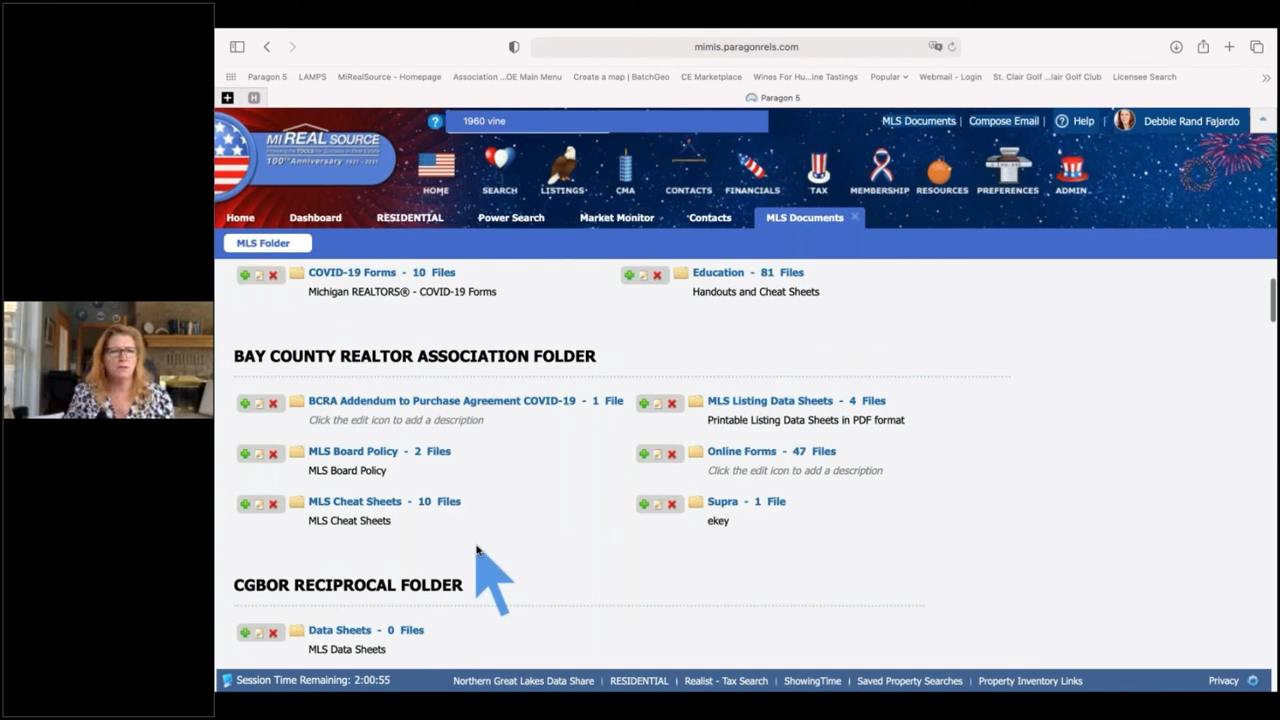 mimls.paragonrels.com
Paragon 5
LAMPS
MiRealSource - Homepage
Association ...OE Main Menu
Create a map | BatchGeo
CE Marketplace
Wines For Hu...ine Tastings
Popular
Webmail - Login
St. Clair Golf ...lair Golf Club
Licensee Search
H
Paragon 5
? 1960 vine
MLS Documents
Compose Email
? Help
Debbie Rand Fajardo
MI REAL SOURCE
100th Anniversary 1921 - 2021
HOME
SEARCH
LISTINGS
CMA
CONTACTS
FINANCIALS
TAX
MEMBERSHIP
RESOURCES
PREFERENCES
ADMIN
Home
Dashboard
RESIDENTIAL
Power Search
Market Monitor
Contacts
MLS Documents
MLS Folder
COVID-19 Forms - 10 Files
Michigan REALTORS® - COVID-19 Forms
Education - 81 Files
Handouts and Cheat Sheets
BAY COUNTY REALTOR ASSOCIATION FOLDER
BCRA Addendum to Purchase Agreement COVID-19 - 1 File
Click the edit icon to add a description
MLS Listing Data Sheets - 4 Files
Printable Listing Data Sheets in PDF format
MLS Board Policy - 2 Files
MLS Board Policy
Online Forms - 47 Files
Click the edit icon to add a description
MLS Cheat Sheets - 10 Files
MLS Cheat Sheets
Supra - 1 File
ekey
CGBOR RECIPROCAL FOLDER
Data Sheets - 0 Files
MLS Data Sheets
Session Time Remaining: 2:00:55
Northern Great Lakes Data Share | RESIDENTIAL | Realist - Tax Search | ShowingTime | Saved Property Searches | Property Inventory Links
Privacy